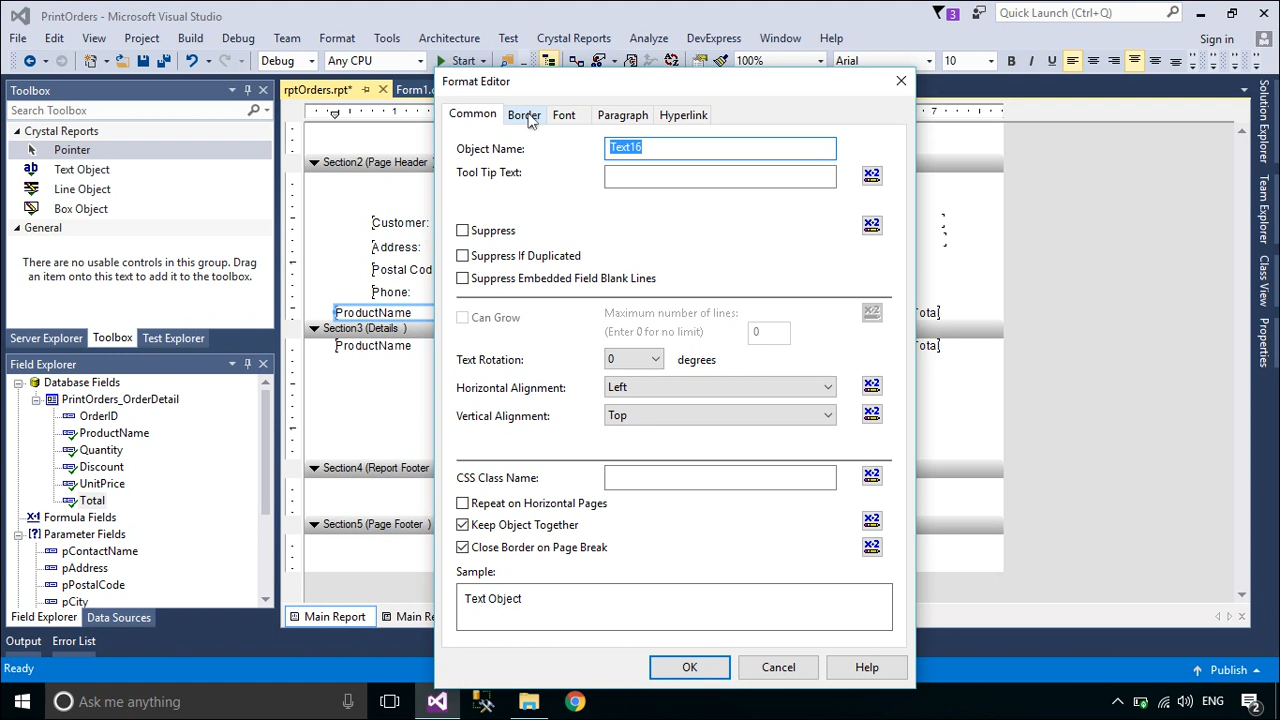 PrintOrders - Microsoft Visual Studio
3
Quick Launch (Ctrl+Q)
File Edit View Project Build Debug Team Format Tools Architecture Test Crystal Reports Analyze DevExpress Window Help
Sign in
Debug Any CPU Start 100% Arial 10 B I U
Toolbox
Search Toolbox
Crystal Reports
Pointer
Text Object
Line Object
Box Object
General
There are no usable controls in this group. Drag
an item onto this text to add it to the toolbox.
Server Explorer Toolbox Test Explorer
Field Explorer
Database Fields
PrintOrders_OrderDetail
OrderID
ProductName
Quantity
Discount
UnitPrice
Total
Formula Fields
Parameter Fields
pContactName
pAddress
pPostalCode
pCity
Field Explorer Data Sources
Output Error List
Ready
Publish
rptOrders.rpt*
1
7
Section2 (Page Header
Customer:
Address:
Postal Cod
Phone:
ProductName
Total
Section3 (Details )
ProductName
Total
Section4 (Report Footer
Section5 (Page Footer )
Main Report
Main Re
Format Editor
Common Border Font Paragraph Hyperlink
Object Name: Text16
Tool Tip Text:
Suppress
Suppress If Duplicated
Suppress Embedded Field Blank Lines
Can Grow
Maximum number of lines:
(Enter 0 for no limit) 0
Text Rotation: 0 degrees
Horizontal Alignment: Left
Vertical Alignment: Top
CSS Class Name:
Repeat on Horizontal Pages
Keep Object Together
Close Border on Page Break
Sample:
Text Object
OK Cancel Help
Solution Explorer
Team Explorer
Class View
Properties
Ask me anything
ENG
2